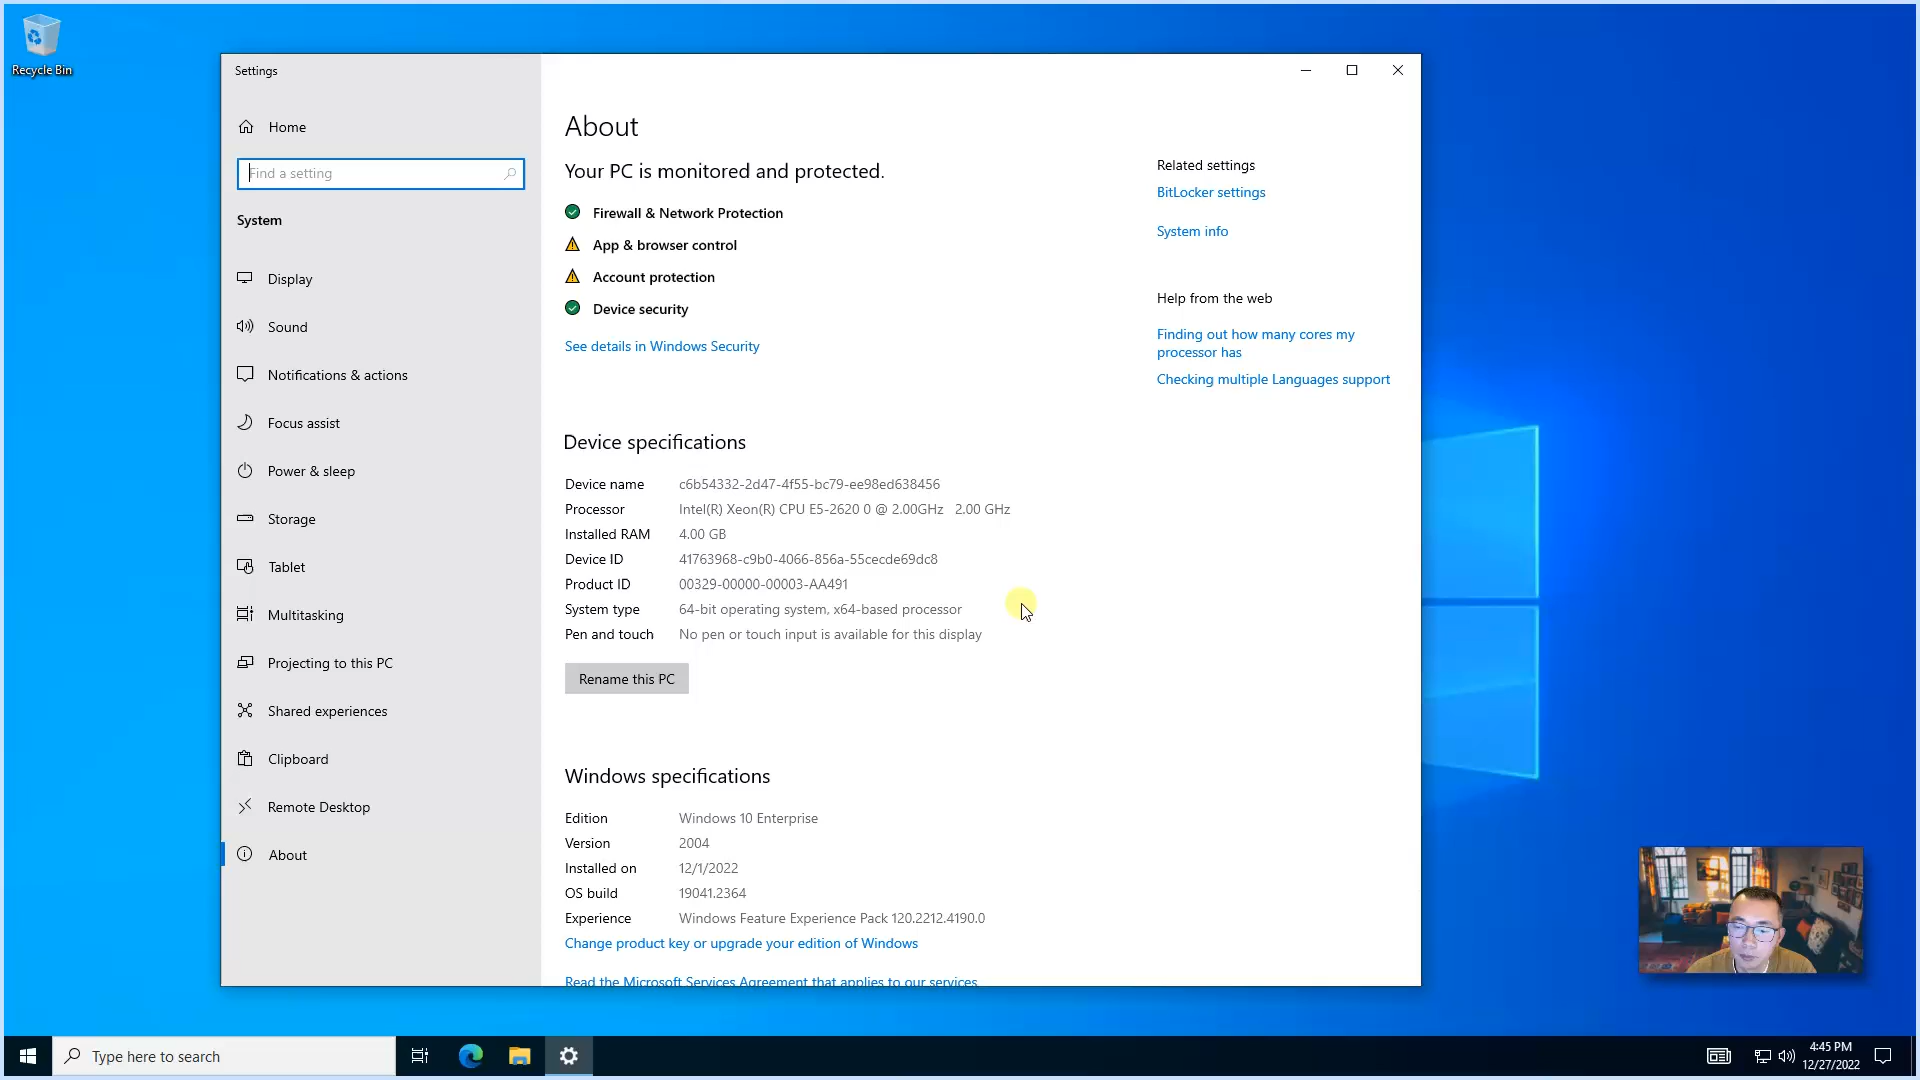 Recycle Bin
Settings
Home
Find a setting
System
Display
Sound
Notifications & actions
Focus assist
Power & sleep
Storage
Tablet
Multitasking
Projecting to this PC
Shared experiences
Clipboard
Remote Desktop
About
About
Your PC is monitored and protected.
Firewall & Network Protection
App & browser control
Account protection
Device security
See details in Windows Security
Device specifications
Device name c6b54332-2d47-4f55-bc79-ee98ed638456
Processor Intel(R) Xeon(R) CPU E5-2620 0 @ 2.00GHz 2.00 GHz
Installed RAM 4.00 GB
Device ID 41763968-c9b0-4066-856a-55cecde69dc8
Product ID 00329-00000-00003-AA491
System type 64-bit operating system, x64-based processor
Pen and touch No pen or touch input is available for this display
Rename this PC
Windows specifications
Edition Windows 10 Enterprise
Version 2004
Installed on 12/1/2022
OS build 19041.2364
Experience Windows Feature Experience Pack 120.2212.4190.0
Change product key or upgrade your edition of Windows
Read the Microsoft Services Agreement that applies to our services
Related settings
BitLocker settings
System info
Help from the web
Finding out how many cores my
processor has
Checking multiple Languages support
Type here to search
4:45 PM
12/27/2022